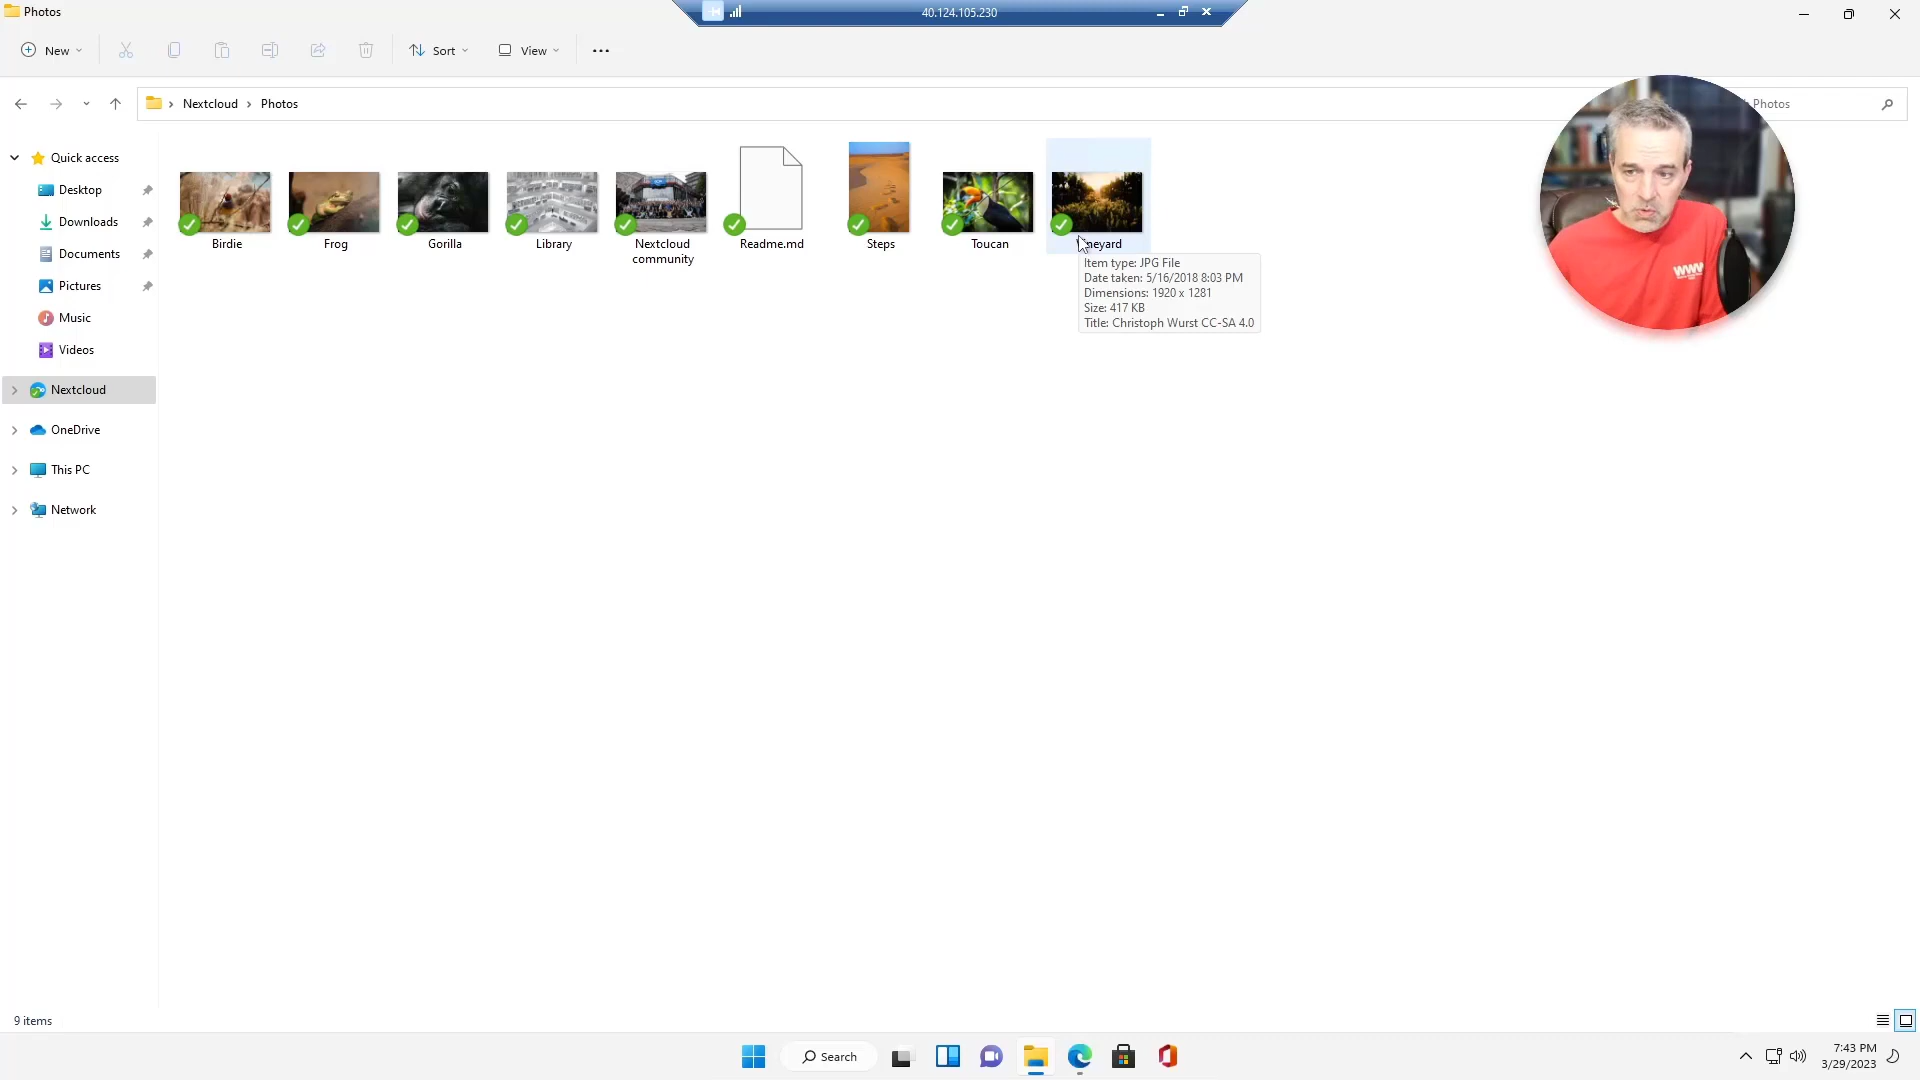 Photos
40.124.105.230
New
Sort
View
Nextcloud
Photos
Photos
Quick access
Desktop
Downloads
Documents
Pictures
Music
Videos
Nextcloud
OneDrive
This PC
Network
Birdie
Frog
Gorilla
Library
Nextcloud
community
Readme.md
Steps
Toucan
neyard
Item type: JPG File
Date taken: 5/16/2018 8:03 PM
Dimensions: 1920 x 1281
Size: 417 KB
Title: Christoph Wurst CC-SA 4.0
WWW
9 items
Search
7:43 PM
3/29/2023